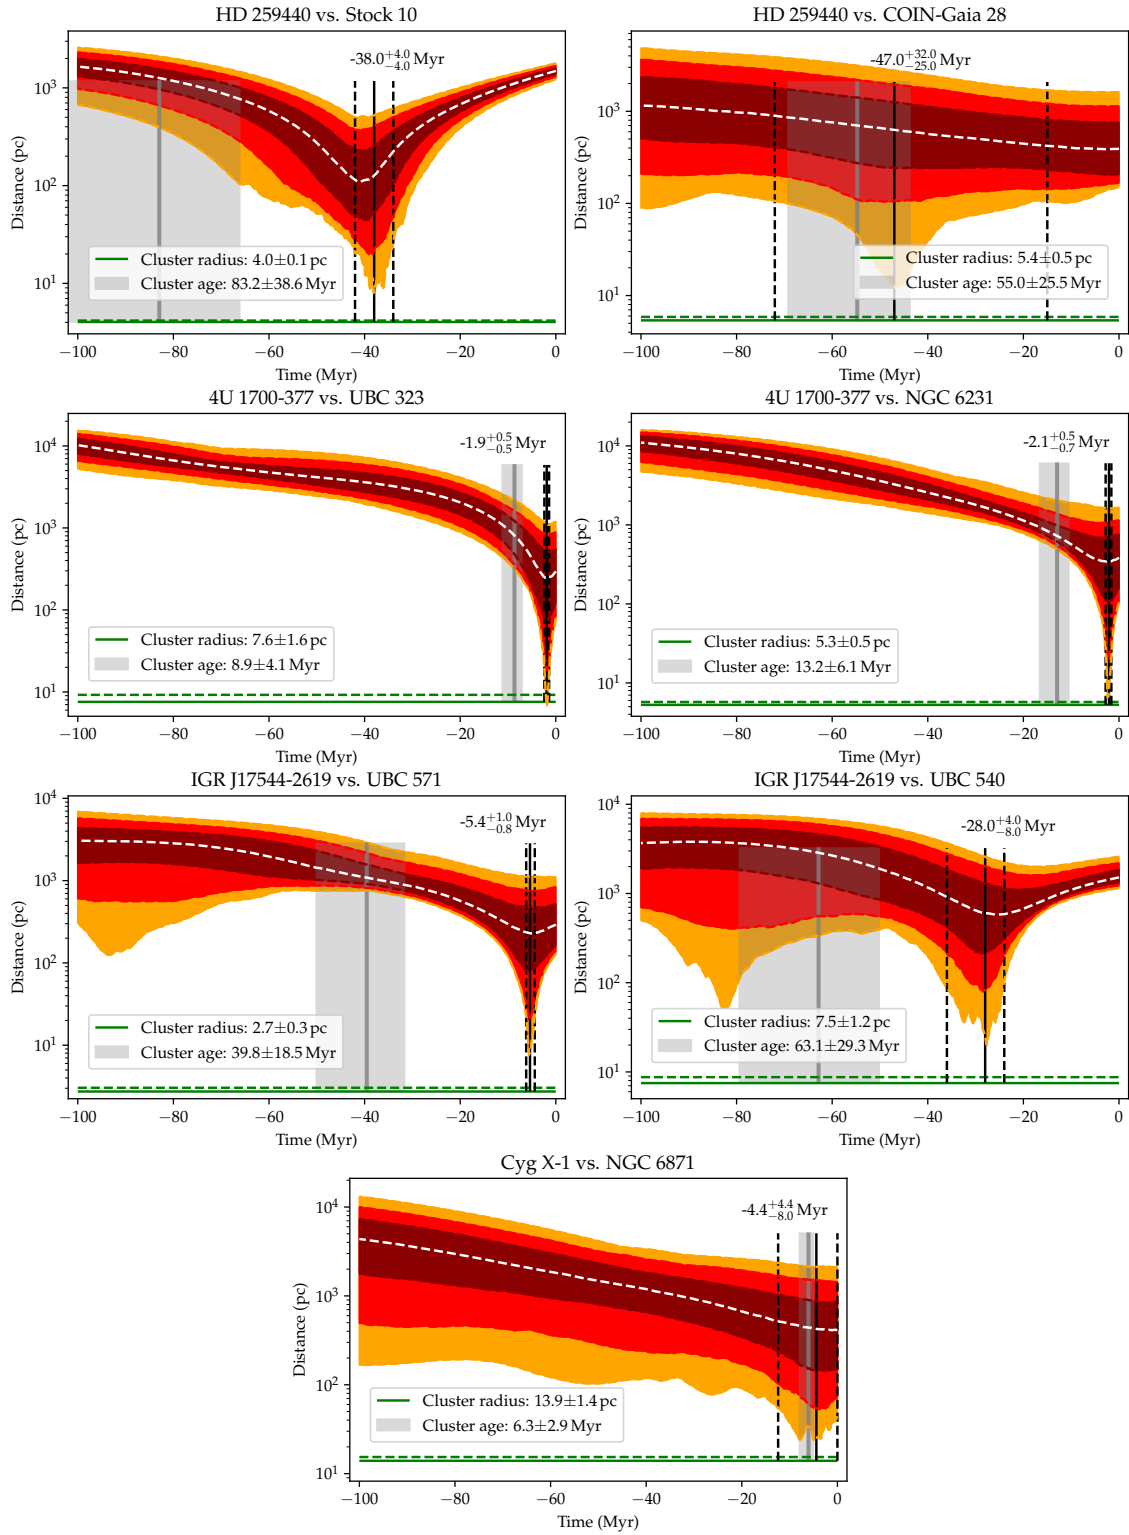 HD 259440 vs. Stock 10
-38.0 +4.0 −4.0 Myr
Distance (pc)
10³
10²
10¹
Cluster radius: 4.0±0.1 pc
Cluster age: 83.2±38.6 Myr
−100 −80 −60 −40 −20 0
Time (Myr)
HD 259440 vs. COIN-Gaia 28
-47.0 +32.0 −25.0 Myr
Distance (pc)
10³
10²
10¹
Cluster radius: 5.4±0.5 pc
Cluster age: 55.0±25.5 Myr
−100 −80 −60 −40 −20 0
Time (Myr)
4U 1700-377 vs. UBC 323
-1.9 +0.5 −0.5 Myr
Distance (pc)
10⁴
10³
10²
10¹
Cluster radius: 7.6±1.6 pc
Cluster age: 8.9±4.1 Myr
−100 −80 −60 −40 −20 0
Time (Myr)
4U 1700-377 vs. NGC 6231
-2.1 +0.5 −0.7 Myr
Distance (pc)
10⁴
10³
10²
10¹
Cluster radius: 5.3±0.5 pc
Cluster age: 13.2±6.1 Myr
−100 −80 −60 −40 −20 0
Time (Myr)
IGR J17544-2619 vs. UBC 571
-5.4 +1.0 −0.8 Myr
Distance (pc)
10⁴
10³
10²
10¹
Cluster radius: 2.7±0.3 pc
Cluster age: 39.8±18.5 Myr
−100 −80 −60 −40 −20 0
Time (Myr)
IGR J17544-2619 vs. UBC 540
-28.0 +4.0 −8.0 Myr
Distance (pc)
10⁴
10³
10²
10¹
Cluster radius: 7.5±1.2 pc
Cluster age: 63.1±29.3 Myr
−100 −80 −60 −40 −20 0
Time (Myr)
Cyg X-1 vs. NGC 6871
-4.4 +4.4 −8.0 Myr
Distance (pc)
10⁴
10³
10²
10¹
Cluster radius: 13.9±1.4 pc
Cluster age: 6.3±2.9 Myr
−100 −80 −60 −40 −20 0
Time (Myr)